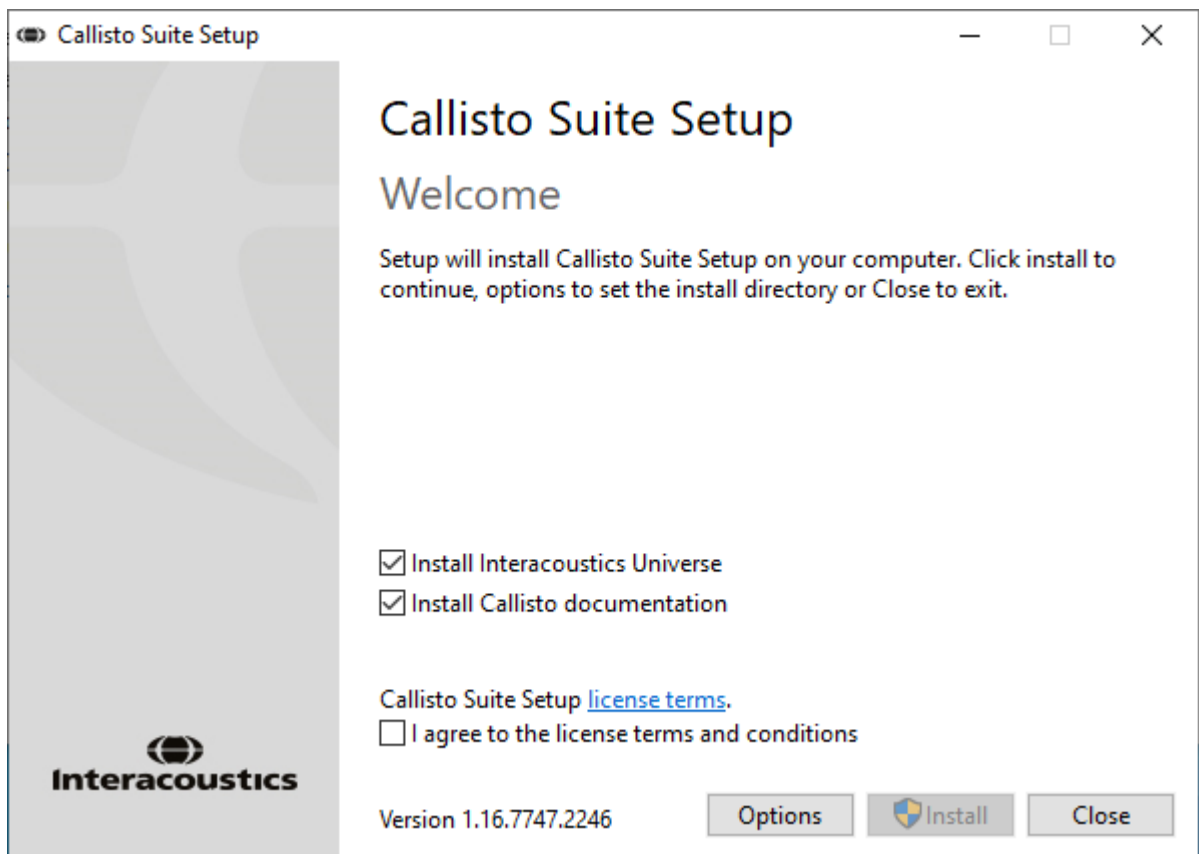 Callisto Suite Setup
Callisto Suite Setup
Welcome
Setup will install Callisto Suite Setup on your computer. Click install to
continue, options to set the install directory or Close to exit.
Install Interacoustics Universe
Install Callisto documentation
Callisto Suite Setup license terms.
I agree to the license terms and conditions
Interacoustics
Version 1.16.7747.2246
Options
Install
Close